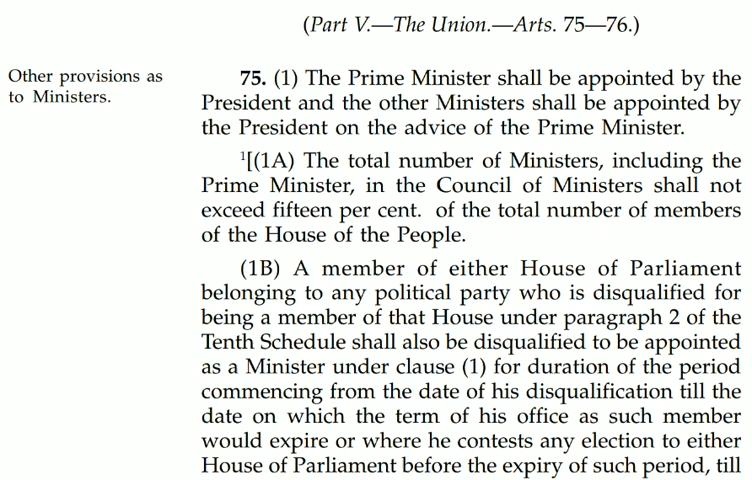 (Part V.—The Union.—Arts. 75—76.)
Other provisions as
to Ministers.
75. (1) The Prime Minister shall be appointed by the
President and the other Ministers shall be appointed by
the President on the advice of the Prime Minister.
¹[(1A) The total number of Ministers, including the
Prime Minister, in the Council of Ministers shall not
exceed fifteen per cent. of the total number of members
of the House of the People.
(1B) A member of either House of Parliament
belonging to any political party who is disqualified for
being a member of that House under paragraph 2 of the
Tenth Schedule shall also be disqualified to be appointed
as a Minister under clause (1) for duration of the period
commencing from the date of his disqualification till the
date on which the term of his office as such member
would expire or where he contests any election to either
House of Parliament before the expiry of such period, till